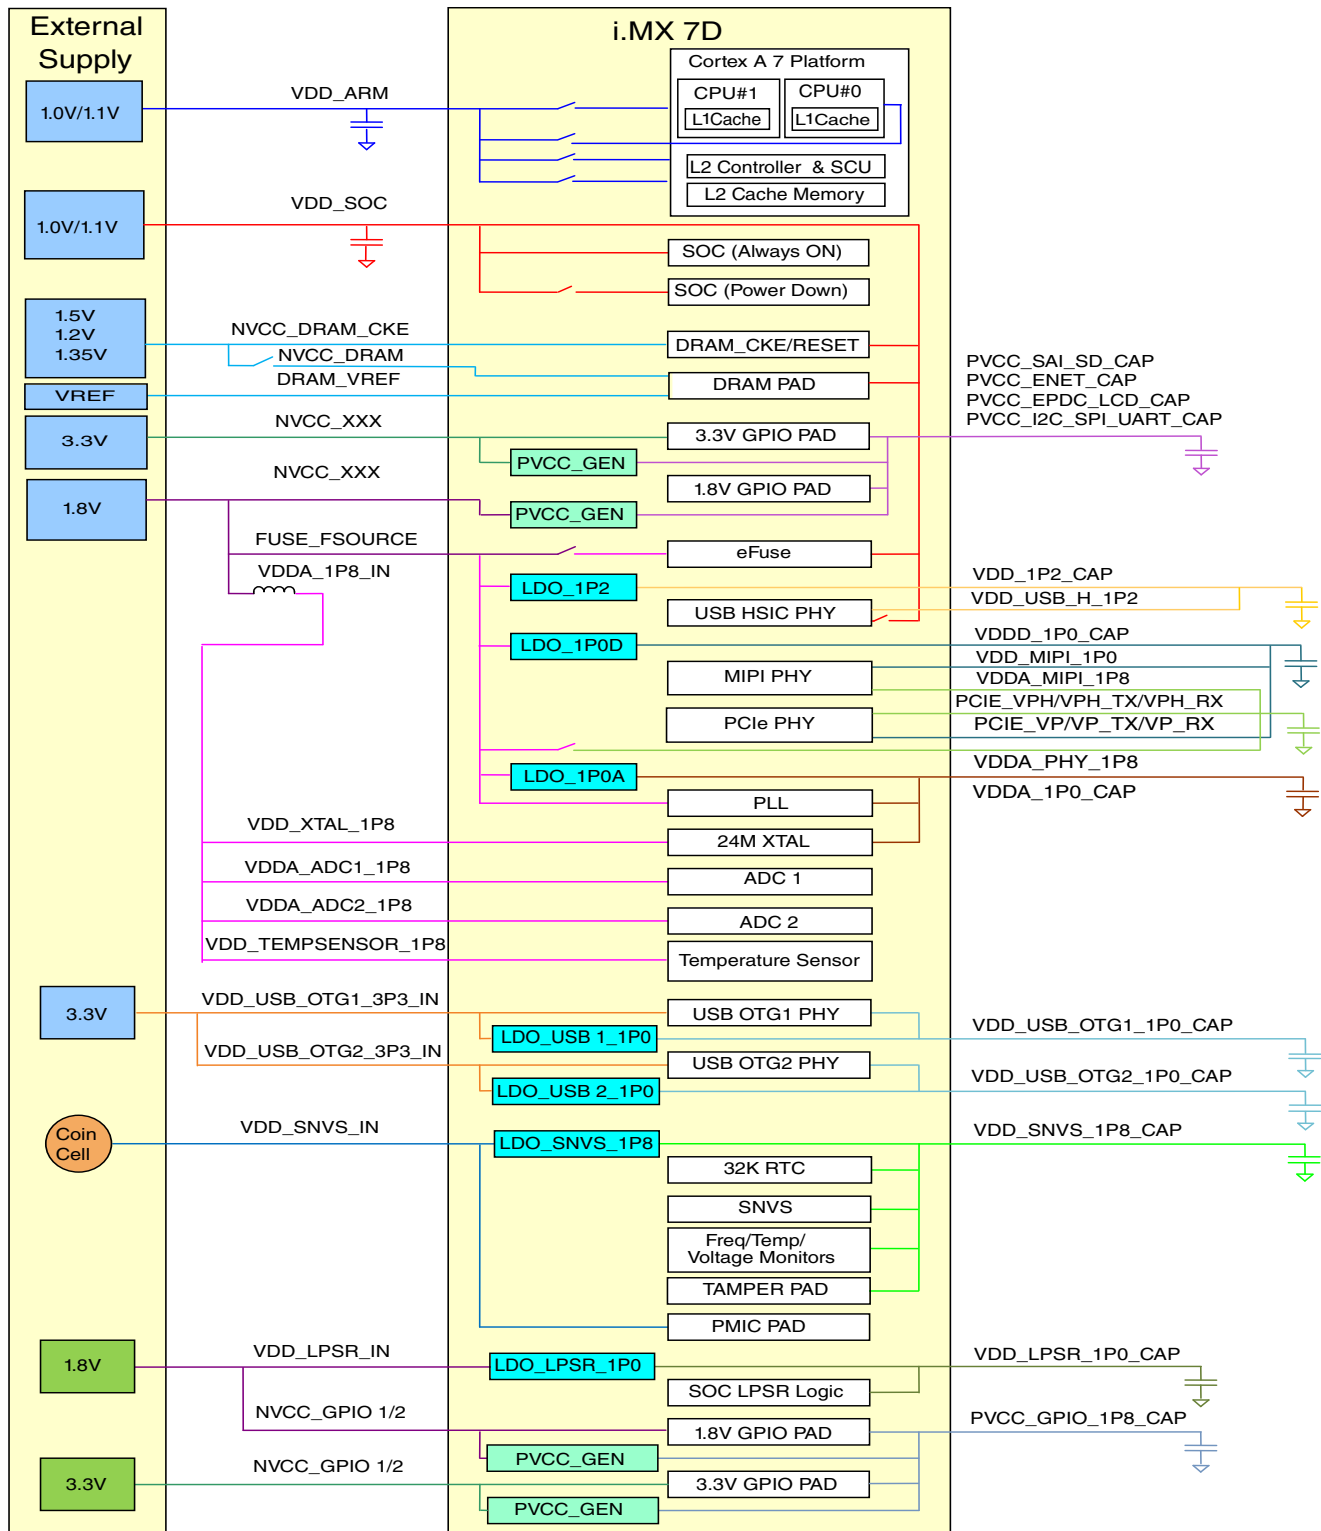 External
Supply
i.MX 7D
Cortex A 7 Platform
1.0V/1.1V
VDD_ARM
CPU#1
CPU#0
L1Cache
L1Cache
L2 Controller & SCU
L2 Cache Memory
1.0V/1.1V
VDD_SOC
SOC (Always ON)
SOC (Power Down)
1.5V
1.2V
1.35V
NVCC_DRAM_CKE
DRAM_CKE/RESET
NVCC_DRAM
VREF
DRAM_VREF
DRAM PAD
PVCC_SAI_SD_CAP
PVCC_ENET_CAP
PVCC_EPDC_LCD_CAP
PVCC_I2C_SPI_UART_CAP
3.3V
NVCC_XXX
3.3V GPIO PAD
PVCC_GEN
1.8V
NVCC_XXX
1.8V GPIO PAD
PVCC_GEN
FUSE_FSOURCE
eFuse
VDDA_1P8_IN
LDO_1P2
VDD_1P2_CAP
USB HSIC PHY
VDD_USB_H_1P2
LDO_1P0D
VDDD_1P0_CAP
MIPI PHY
VDD_MIPI_1P0
VDDA_MIPI_1P8
PCIe PHY
PCIE_VPH/VPH_TX/VPH_RX
PCIE_VP/VP_TX/VP_RX
LDO_1P0A
VDDA_PHY_1P8
VDDA_1P0_CAP
PLL
VDD_XTAL_1P8
24M XTAL
VDDA_ADC1_1P8
ADC 1
VDDA_ADC2_1P8
ADC 2
VDD_TEMPSENSOR_1P8
Temperature Sensor
3.3V
VDD_USB_OTG1_3P3_IN
USB OTG1 PHY
LDO_USB 1_1P0
VDD_USB_OTG1_1P0_CAP
VDD_USB_OTG2_3P3_IN
USB OTG2 PHY
LDO_USB 2_1P0
VDD_USB_OTG2_1P0_CAP
Coin
Cell
VDD_SNVS_IN
LDO_SNVS_1P8
VDD_SNVS_1P8_CAP
32K RTC
SNVS
Freq/Temp/
Voltage Monitors
TAMPER PAD
PMIC PAD
1.8V
VDD_LPSR_IN
LDO_LPSR_1P0
VDD_LPSR_1P0_CAP
SOC LPSR Logic
NVCC_GPIO 1/2
1.8V GPIO PAD
PVCC_GPIO_1P8_CAP
PVCC_GEN
3.3V
NVCC_GPIO 1/2
3.3V GPIO PAD
PVCC_GEN